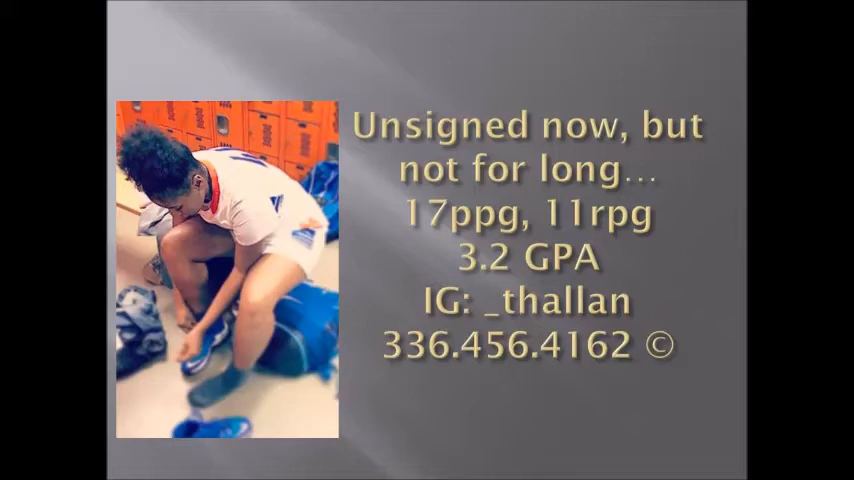 Unsigned now, but
not for long...
17ppg, 11rpg
3.2 GPA
IG: _thallan
336.456.4162 ©